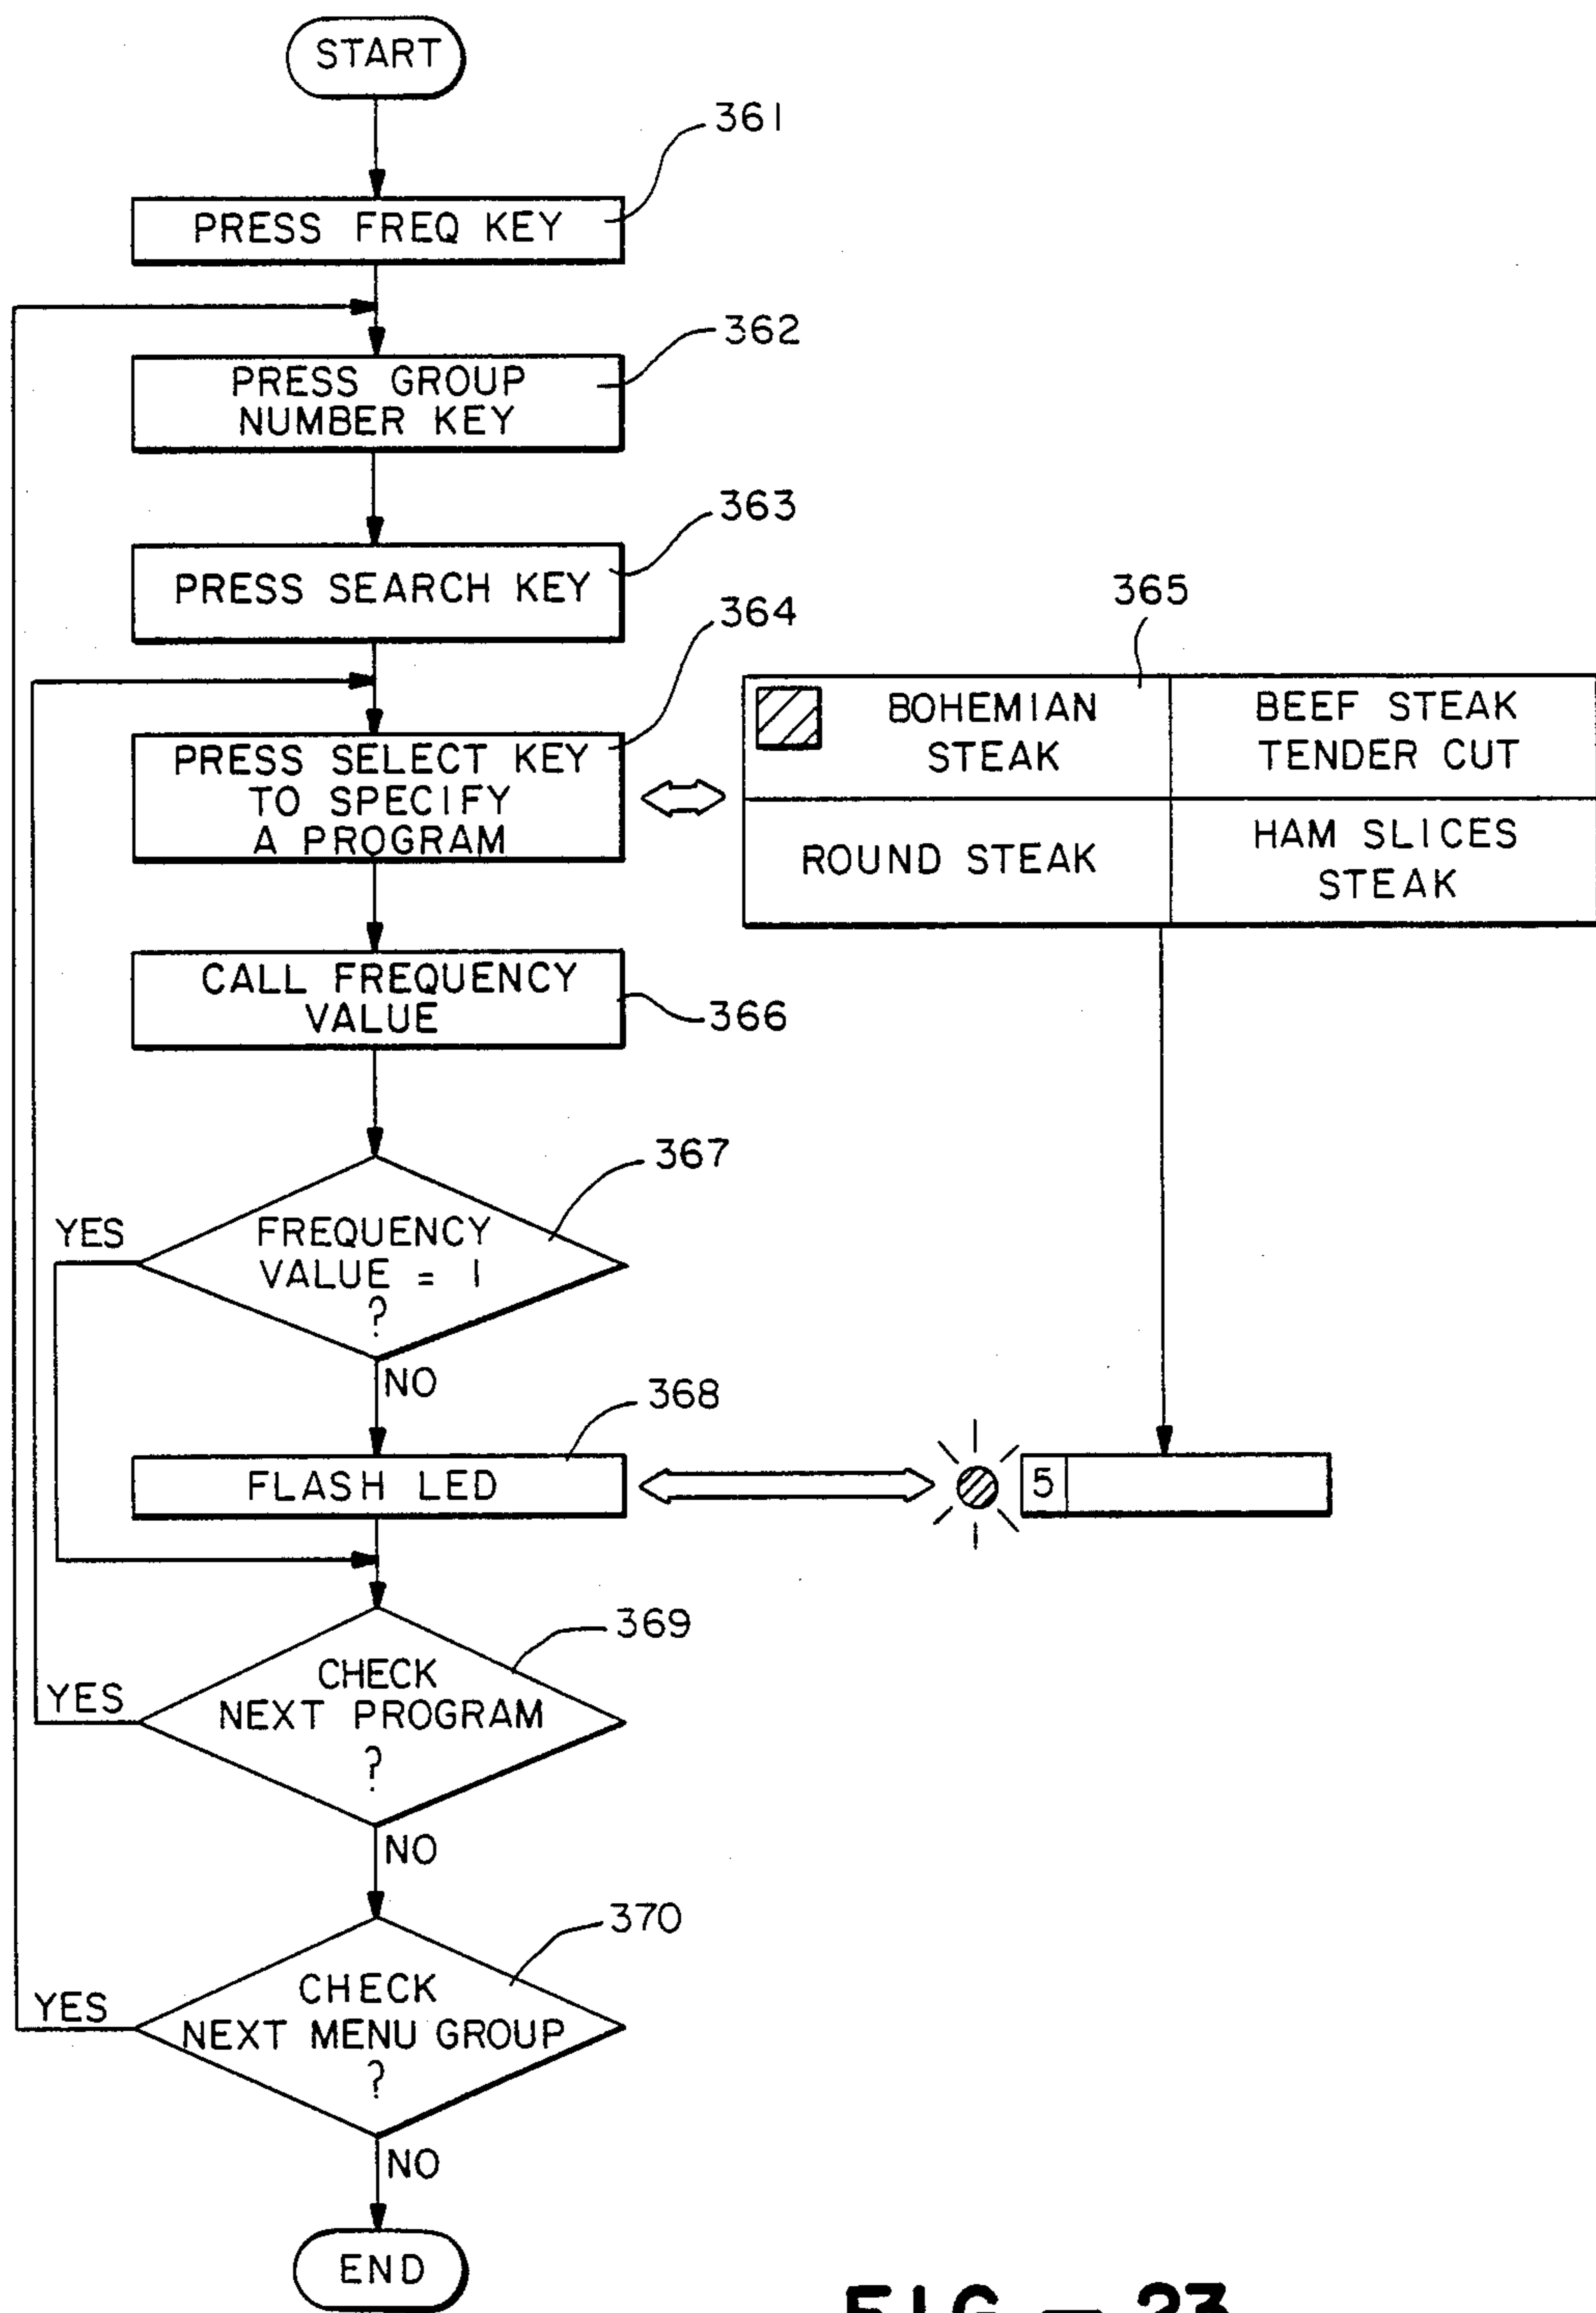 START
361
PRESS FREQ KEY
362
PRESS GROUP
NUMBER KEY
363
PRESS SEARCH KEY
364
PRESS SELECT KEY
TO SPECIFY
A PROGRAM
365
BOHEMIAN
STEAK
BEEF STEAK
TENDER CUT
ROUND STEAK
HAM SLICES
STEAK
CALL FREQUENCY
VALUE
366
367
YES
FREQUENCY
VALUE = 1
?
NO
368
FLASH LED
5
369
CHECK
NEXT PROGRAM
?
YES
NO
370
CHECK
NEXT MENU GROUP
?
YES
NO
END
FIG — 23